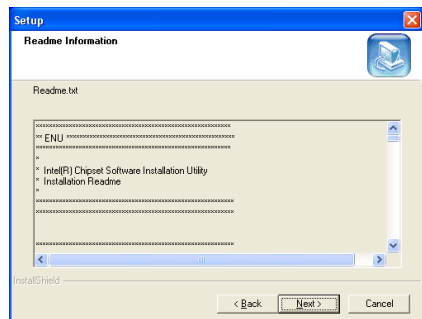 Setup
Readme Information
Readme.txt
************************************************************
** ENU ******************************************************
************************************************************
*
* Intel(R) Chipset Software Installation Utility
* Installation Readme
*
************************************************************
************************************************************
************************************************************
InstallShield
< Back
Next >
Cancel